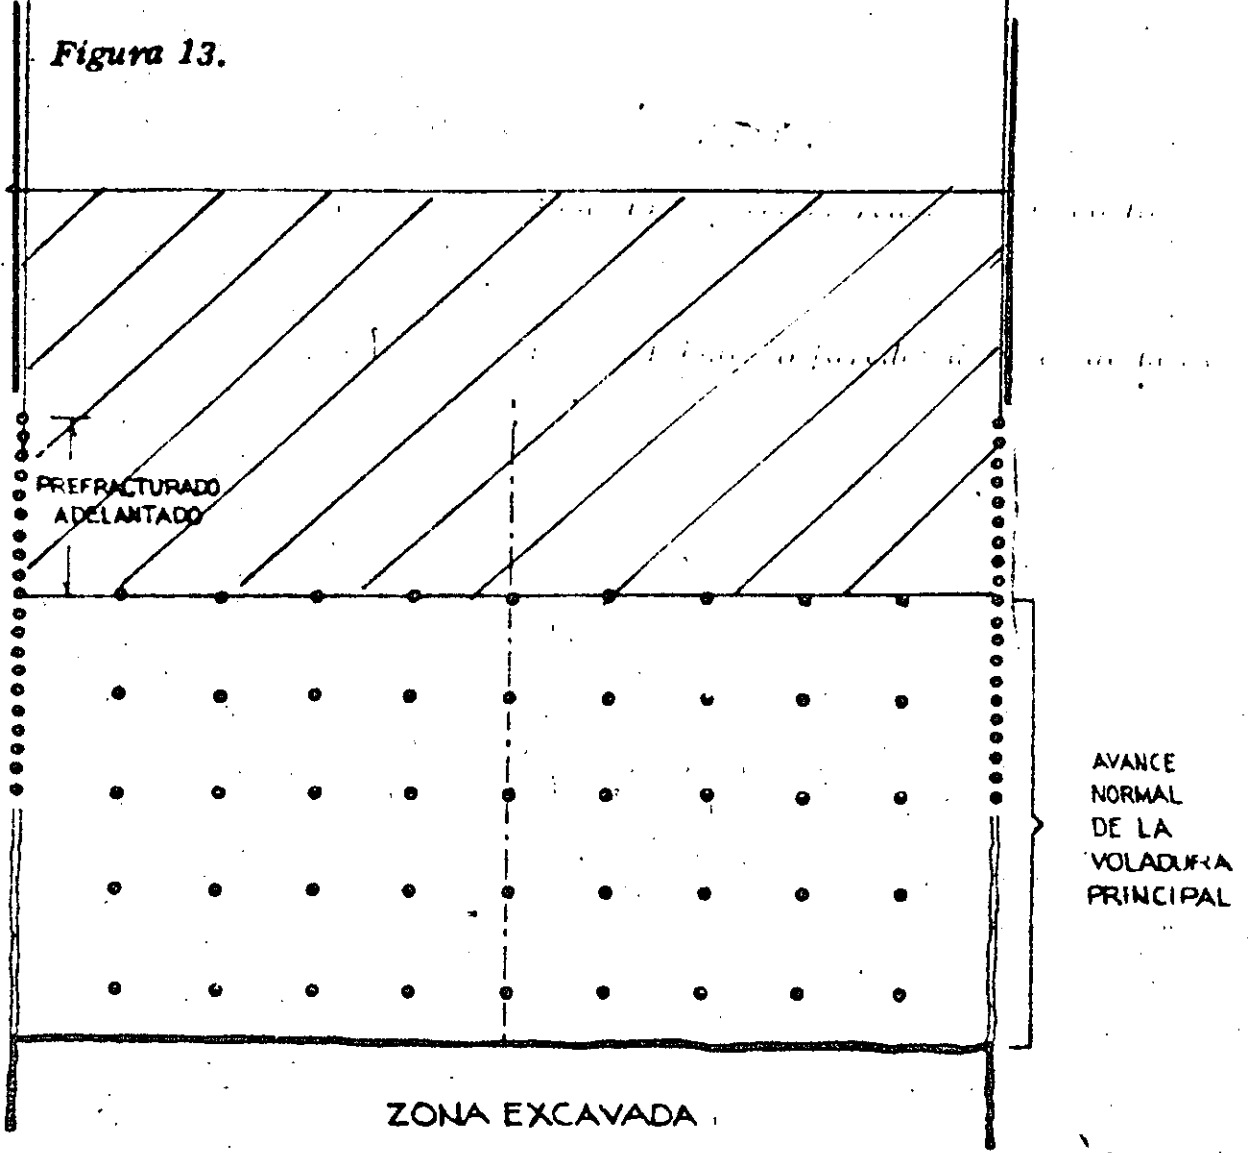 Figura 13.
PREFRACTURADO
ADELANTADO
AVANCE
NORMAL
DE LA
VOLADURA
PRINCIPAL
ZONA EXCAVADA